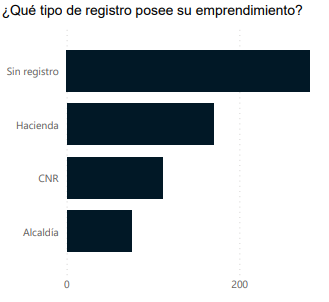 ¿Qué tipo de registro posee su emprendimiento?
Sin registro
Hacienda
CNR
Alcaldía
0 200